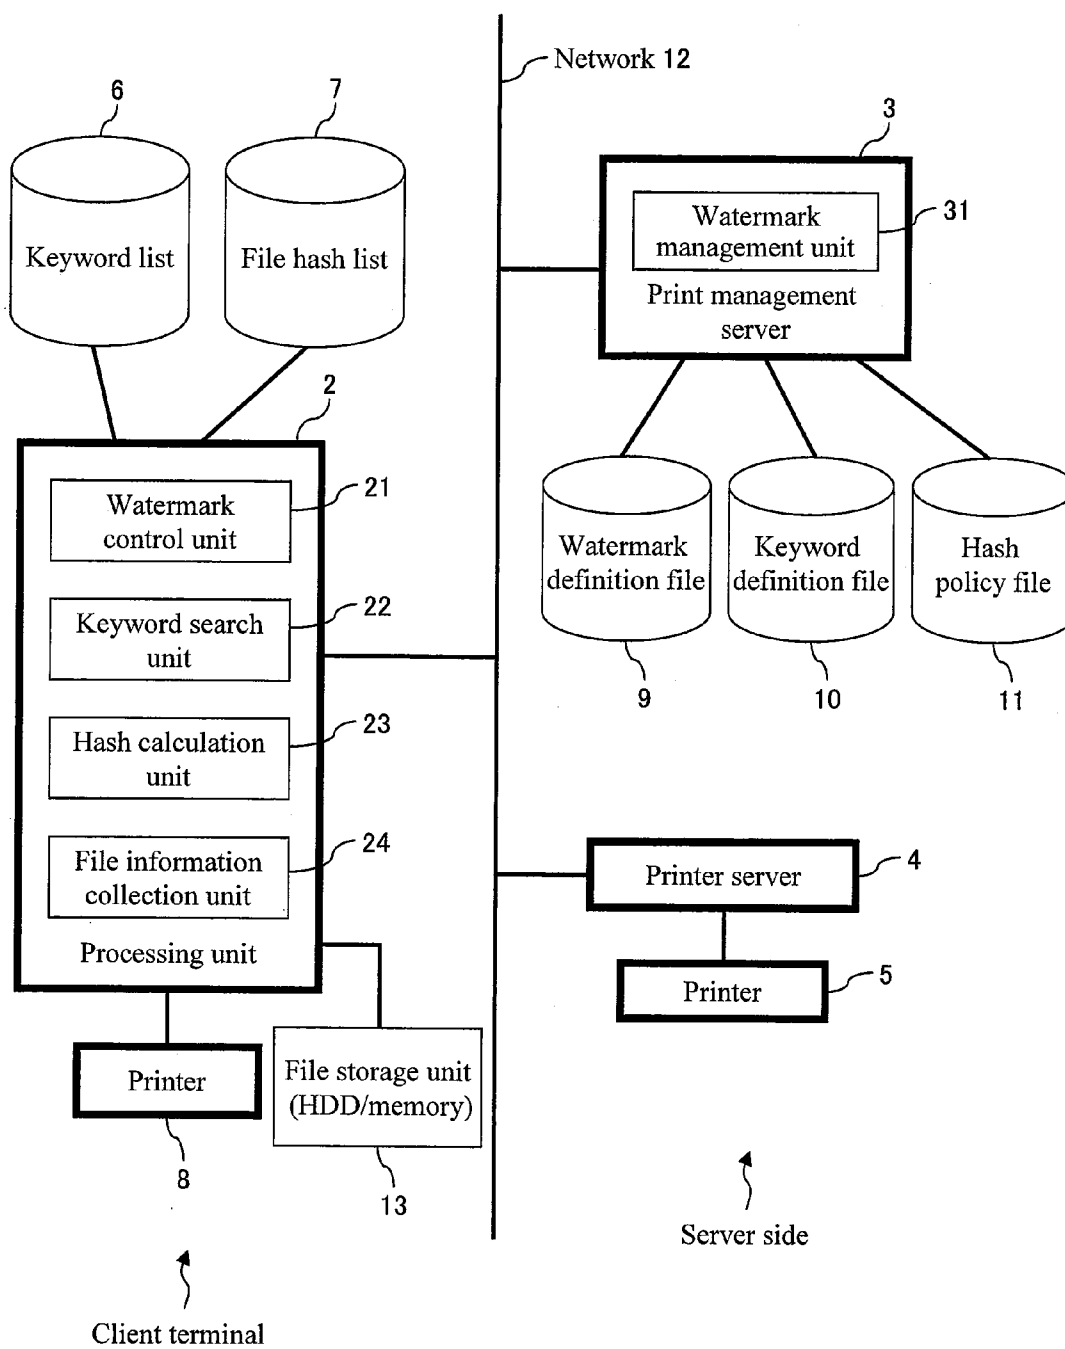 Network 12
6
7
3
Keyword list
File hash list
Watermark
management unit
31
Print management
server
2
Watermark
control unit
21
Keyword search
unit
22
Hash calculation
unit
23
File information
collection unit
24
Processing unit
Watermark
definition file
9
Keyword
definition file
10
Hash
policy file
11
Printer server
4
Printer
5
Printer
8
File storage unit
(HDD/memory)
13
Server side
Client terminal